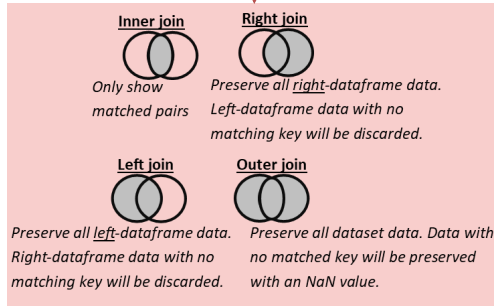 Inner join
Only show
matched pairs
Right join
Preserve all right-dataframe data.
Left-dataframe data with no
matching key will be discarded.
Left join
Preserve all left-dataframe data.
Right-dataframe data with no
matching key will be discarded.
Outer join
Preserve all dataset data. Data with
no matched key will be preserved
with an NaN value.